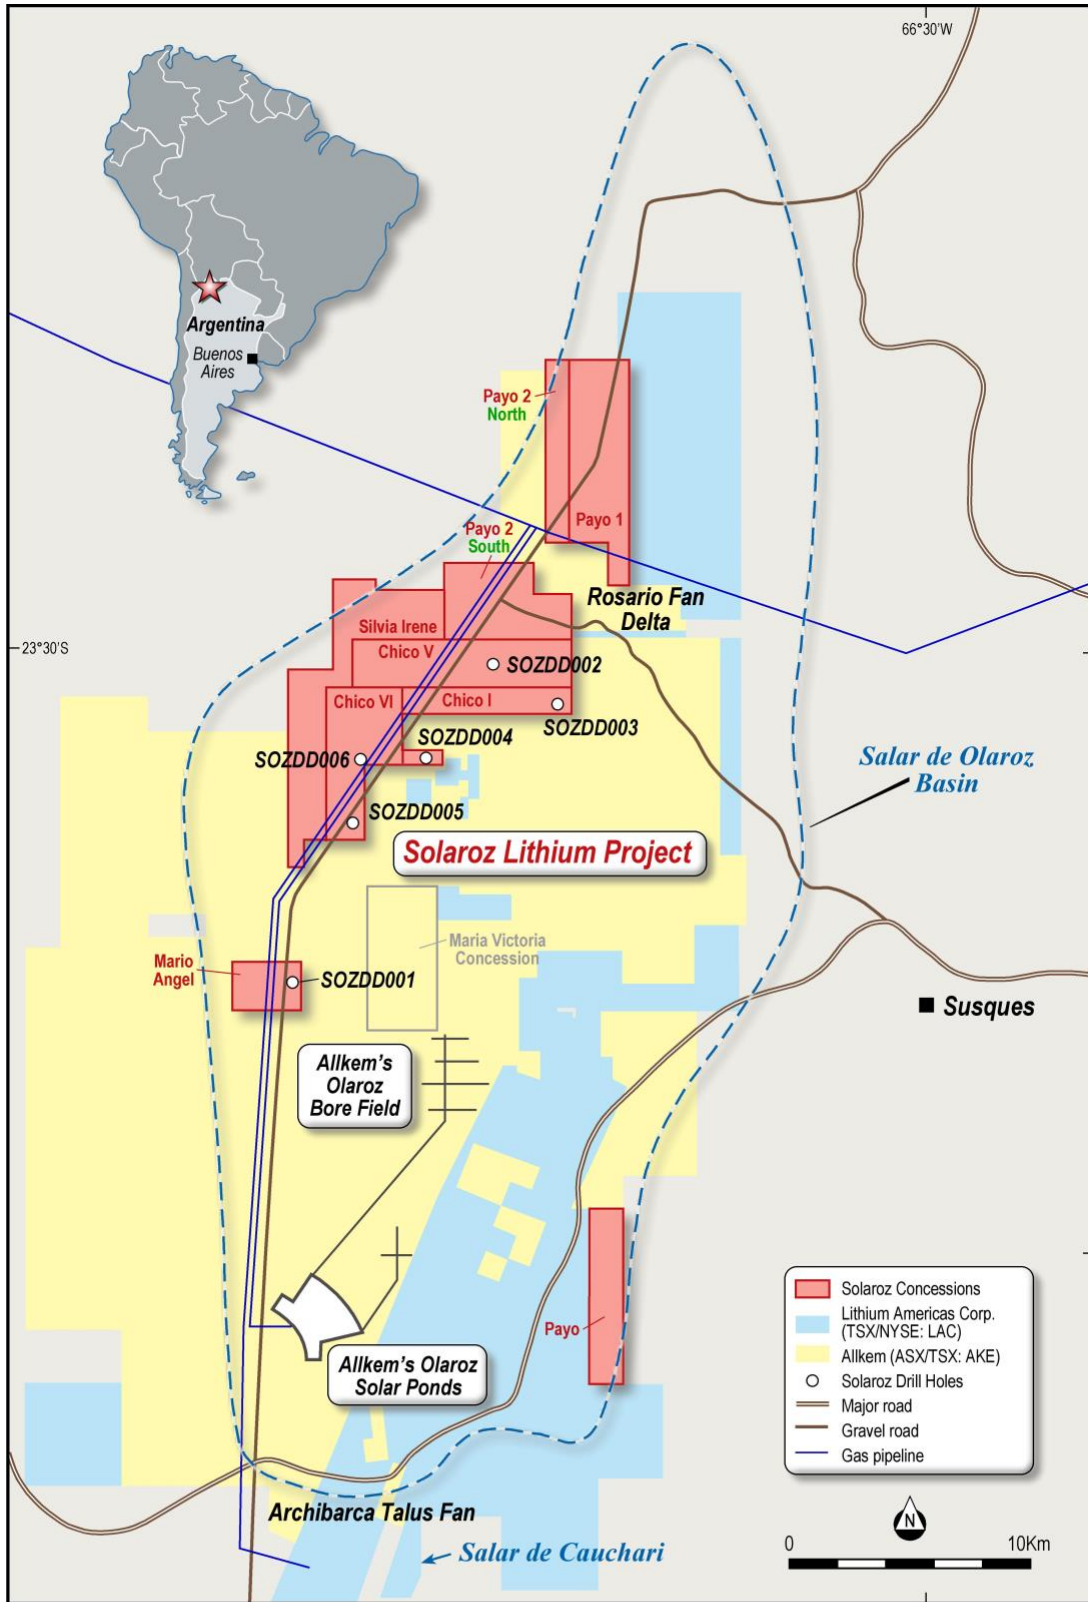 66°30'W
Argentina
Buenos
Aires
Payo 2
North
Payo 1
Payo 2
South
Rosario Fan
Delta
Silvia Irene
23°30'S
Chico V
SOZDD002
Chico VI
Chico I
SOZDD003
SOZDD004
SOZDD006
Salar de Olaroz
Basin
SOZDD005
Solaroz Lithium Project
Maria Victoria
Concession
Mario
Angel
SOZDD001
Susques
Allkem's
Olaroz
Bore Field
Payo
Allkem's Olaroz
Solar Ponds
Solaroz Concessions
Lithium Americas Corp.
(TSX/NYSE: LAC)
Allkem (ASX/TSX: AKE)
Solaroz Drill Holes
Major road
Gravel road
Gas pipeline
Archibarca Talus Fan
N
Salar de Cauchari
0 10Km